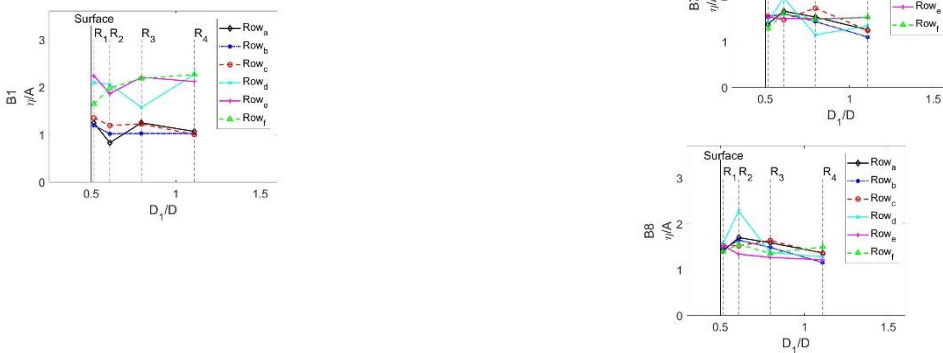 Surface
R1 R2 R3 R4
Rowa
Rowb
Rowc
Rowd
Rowe
Rowf
3
2
1
0
B1
η/A
0.5 1 1.5
D1/D
Rowe
Rowf
η/A
1
0
0.5 1 1.5
D1/D
Surface
R1 R2 R3 R4
Rowa
Rowb
Rowc
Rowd
Rowe
Rowf
3
2
1
0
B8
η/A
0.5 1 1.5
D1/D